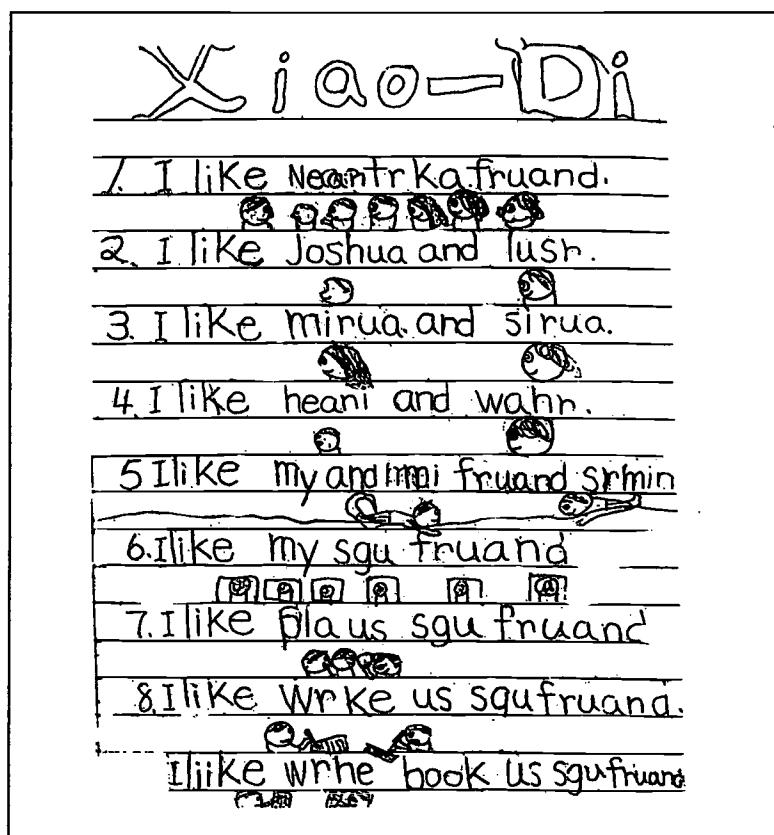 Xiao-Di
1. I like Neantrka fruand.
2. I like Joshua and lush.
3. I like mirua. and sirua.
4. I like heani and wahr.
5 I like my and mai fruand srmin
6. I like my sgu fruand
7. I like pla us sgu fruand
8. I like wrke us sgu fruand.
I like wrhe book us sgu fruand